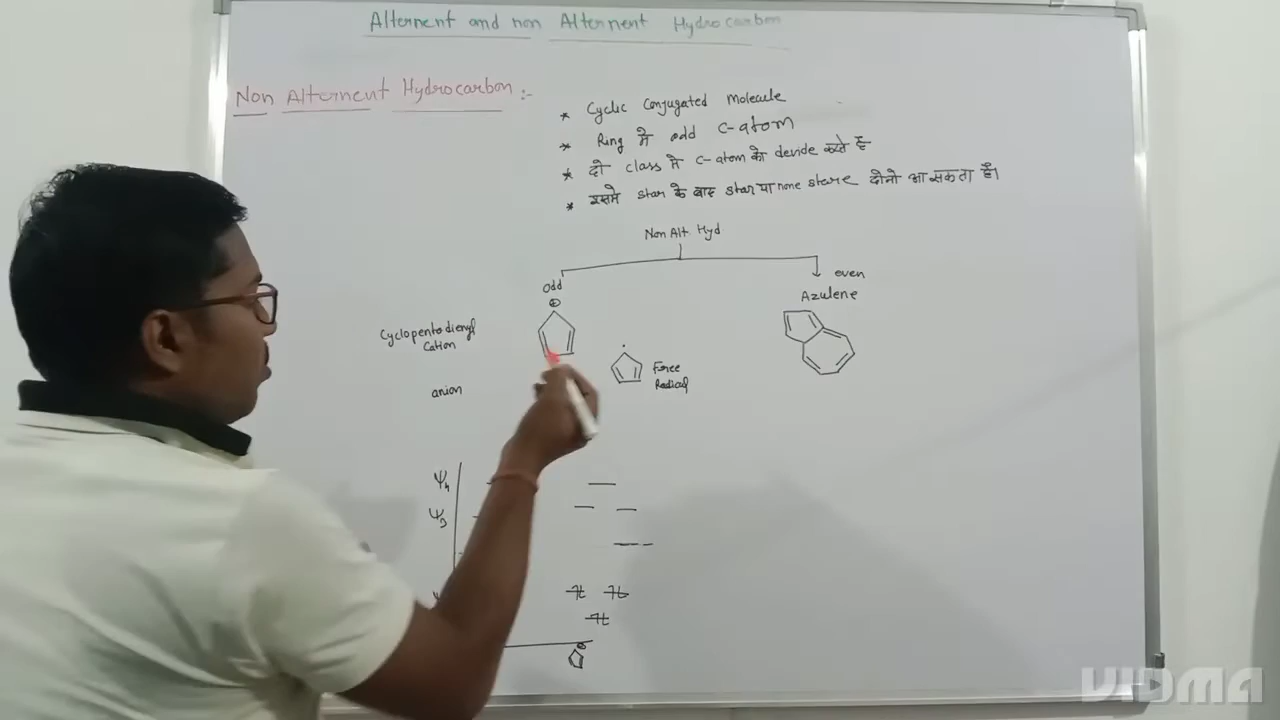 Alternent and non Alternent Hydrocarbon
Non Alternent Hydrocarbon :-
* Cyclic Conjugated Molecule
* Ring मे odd C-atom
* दो class मे C-atom को devide करते है
* इसमे star के बाद star या none stare दोनो आ सकता है।
Non Alt Hyd
odd
even
Azulene
Cyclopentadienyl
Cation
Free
Radical
anion
Ψ4
Ψ3
VIDMA